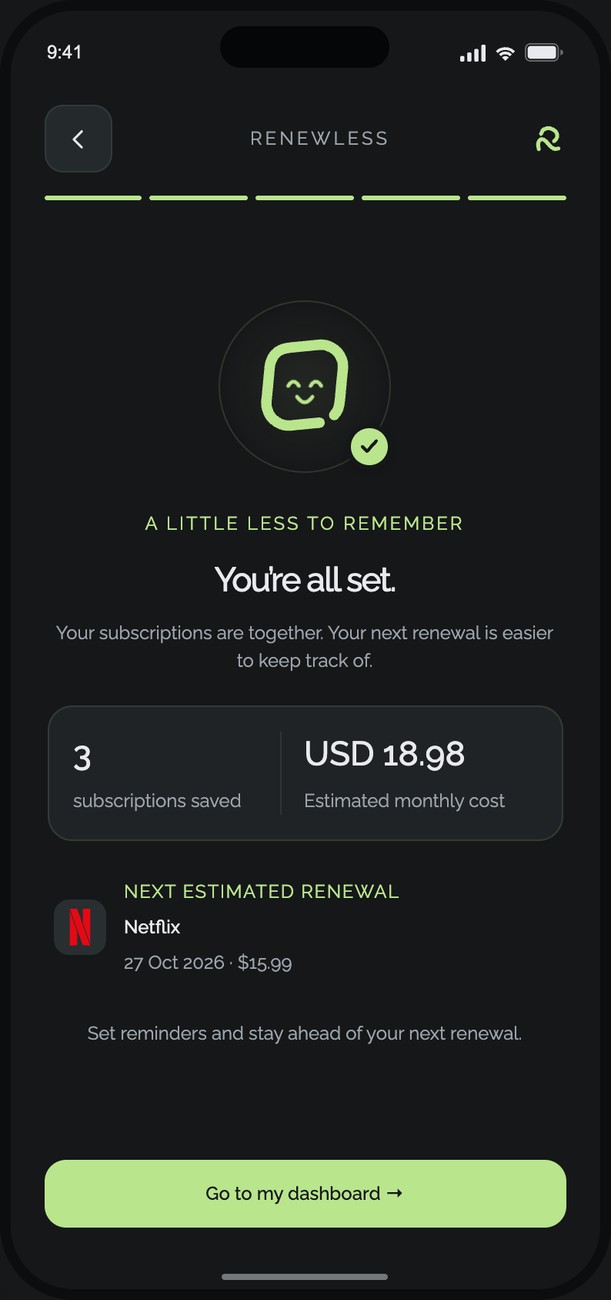 9:41
RENEWLESS
A LITTLE LESS TO REMEMBER
You're all set.
Your subscriptions are together. Your next renewal is easier
to keep track of.
3
subscriptions saved
USD 18.98
Estimated monthly cost
NEXT ESTIMATED RENEWAL
N
Netflix
27 Oct 2026 · $15.99
Set reminders and stay ahead of your next renewal.
Go to my dashboard →